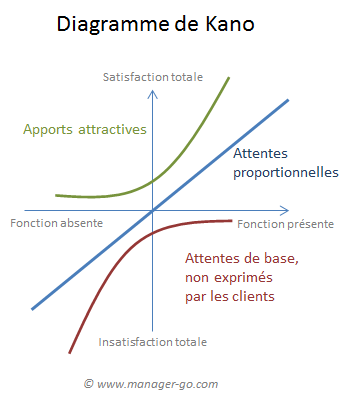 Diagramme de Kano
Satisfaction totale
Apports attractives
Attentes
proportionnelles
Fonction absente
Fonction présente
Attentes de base,
non exprimés
par les clients
Insatisfaction totale
© www.manager-go.com